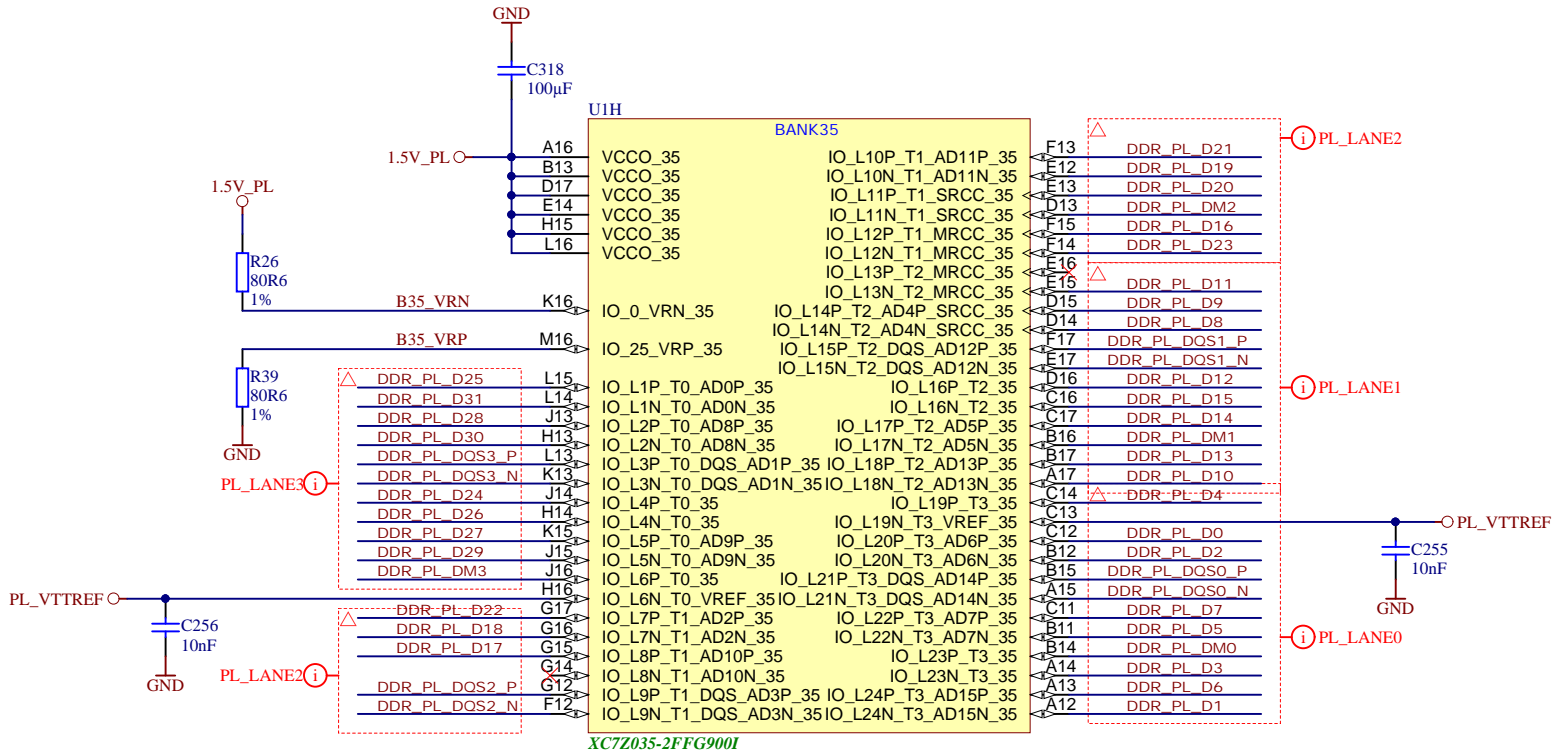 GND
C318
100µF
U1H
BANK35
1.5V_PL
A16 VCCO_35
B13 VCCO_35
D17 VCCO_35
E14 VCCO_35
H15 VCCO_35
L16 VCCO_35
1.5V_PL
R26
80R6
1%
B35_VRN K16 IO_0_VRN_35
B35_VRP M16 IO_25_VRP_35
R39
80R6
1%
GND
PL_LANE3
DDR_PL_D25 L15 IO_L1P_T0_AD0P_35
DDR_PL_D31 L14 IO_L1N_T0_AD0N_35
DDR_PL_D28 J13 IO_L2P_T0_AD8P_35
DDR_PL_D30 H13 IO_L2N_T0_AD8N_35
DDR_PL_DQS3_P L13 IO_L3P_T0_DQS_AD1P_35
DDR_PL_DQS3_N K13 IO_L3N_T0_DQS_AD1N_35
DDR_PL_D24 J14 IO_L4P_T0_35
DDR_PL_D26 H14 IO_L4N_T0_35
DDR_PL_D27 K15 IO_L5P_T0_AD9P_35
DDR_PL_D29 J15 IO_L5N_T0_AD9N_35
DDR_PL_DM3 J16 IO_L6P_T0_35
PL_VTTREF H16 IO_L6N_T0_VREF_35
C256
10nF
GND
PL_LANE2
DDR_PL_D22 G17 IO_L7P_T1_AD2P_35
DDR_PL_D18 G16 IO_L7N_T1_AD2N_35
DDR_PL_D17 G15 IO_L8P_T1_AD10P_35
G14 IO_L8N_T1_AD10N_35
DDR_PL_DQS2_P G12 IO_L9P_T1_DQS_AD3P_35
DDR_PL_DQS2_N F12 IO_L9N_T1_DQS_AD3N_35
IO_L10P_T1_AD11P_35 F13 DDR_PL_D21
IO_L10N_T1_AD11N_35 E12 DDR_PL_D19
IO_L11P_T1_SRCC_35 E13 DDR_PL_D20
IO_L11N_T1_SRCC_35 D13 DDR_PL_DM2
IO_L12P_T1_MRCC_35 F15 DDR_PL_D16
IO_L12N_T1_MRCC_35 F14 DDR_PL_D23
PL_LANE2
IO_L13P_T2_MRCC_35 E16
IO_L13N_T2_MRCC_35 E15 DDR_PL_D11
IO_L14P_T2_AD4P_SRCC_35 D15 DDR_PL_D9
IO_L14N_T2_AD4N_SRCC_35 D14 DDR_PL_D8
IO_L15P_T2_DQS_AD12P_35 F17 DDR_PL_DQS1_P
IO_L15N_T2_DQS_AD12N_35 E17 DDR_PL_DQS1_N
IO_L16P_T2_35 D16 DDR_PL_D12
IO_L16N_T2_35 C16 DDR_PL_D15
IO_L17P_T2_AD5P_35 C17 DDR_PL_D14
IO_L17N_T2_AD5N_35 B16 DDR_PL_DM1
IO_L18P_T2_AD13P_35 B17 DDR_PL_D13
IO_L18N_T2_AD13N_35 A17 DDR_PL_D10
PL_LANE1
IO_L19P_T3_35 C14 DDR_PL_D4
IO_L19N_T3_VREF_35 C13 PL_VTTREF
C255
10nF
GND
IO_L20P_T3_AD6P_35 C12 DDR_PL_D0
IO_L20N_T3_AD6N_35 B12 DDR_PL_D2
IO_L21P_T3_DQS_AD14P_35 B15 DDR_PL_DQS0_P
IO_L21N_T3_DQS_AD14N_35 A15 DDR_PL_DQS0_N
IO_L22P_T3_AD7P_35 C11 DDR_PL_D7
IO_L22N_T3_AD7N_35 B11 DDR_PL_D5
IO_L23P_T3_35 B14 DDR_PL_DM0
IO_L23N_T3_35 A14 DDR_PL_D3
IO_L24P_T3_AD15P_35 A13 DDR_PL_D6
IO_L24N_T3_AD15N_35 A12 DDR_PL_D1
PL_LANE0
XC7Z035-2FFG900I